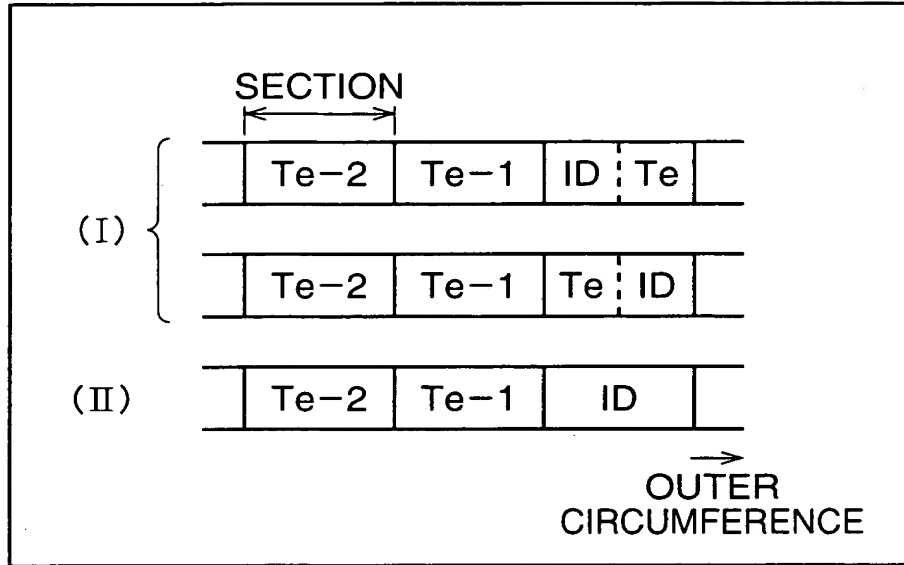 SECTION
Te-2 Te-1 ID Te
(I)
Te-2 Te-1 Te ID
(II) Te-2 Te-1 ID
OUTER
CIRCUMFERENCE